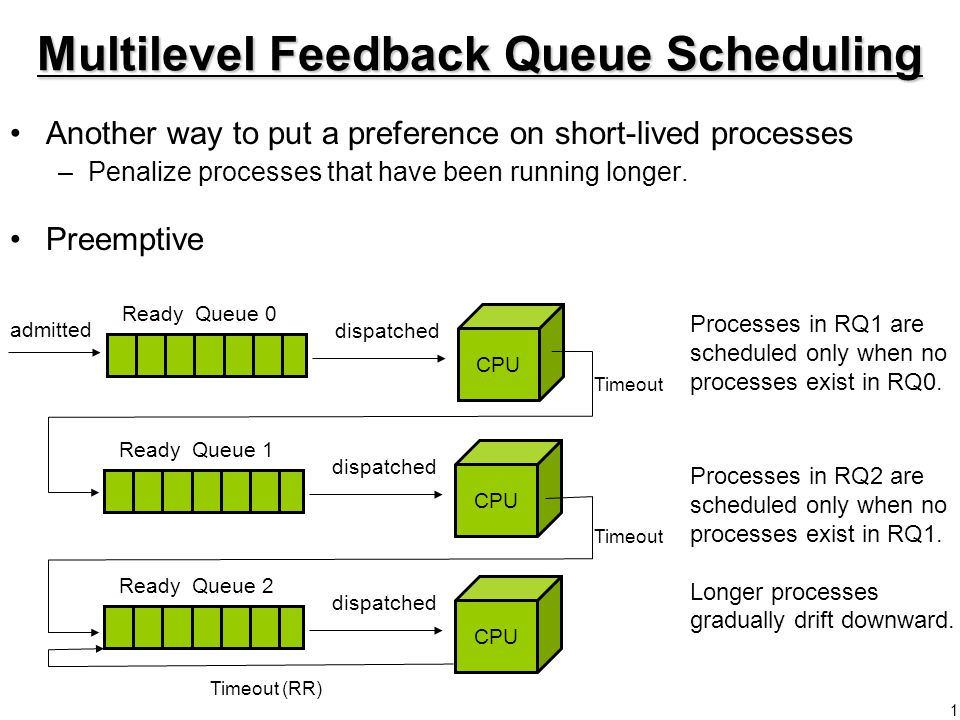 Multilevel Feedback Queue Scheduling
• Another way to put a preference on short-lived processes
– Penalize processes that have been running longer.
• Preemptive
Ready Queue 0
admitted
dispatched
CPU
Timeout
Processes in RQ1 are
scheduled only when no
processes exist in RQ0.
Ready Queue 1
dispatched
CPU
Timeout
Processes in RQ2 are
scheduled only when no
processes exist in RQ1.
Ready Queue 2
dispatched
CPU
Longer processes
gradually drift downward.
Timeout (RR)
1